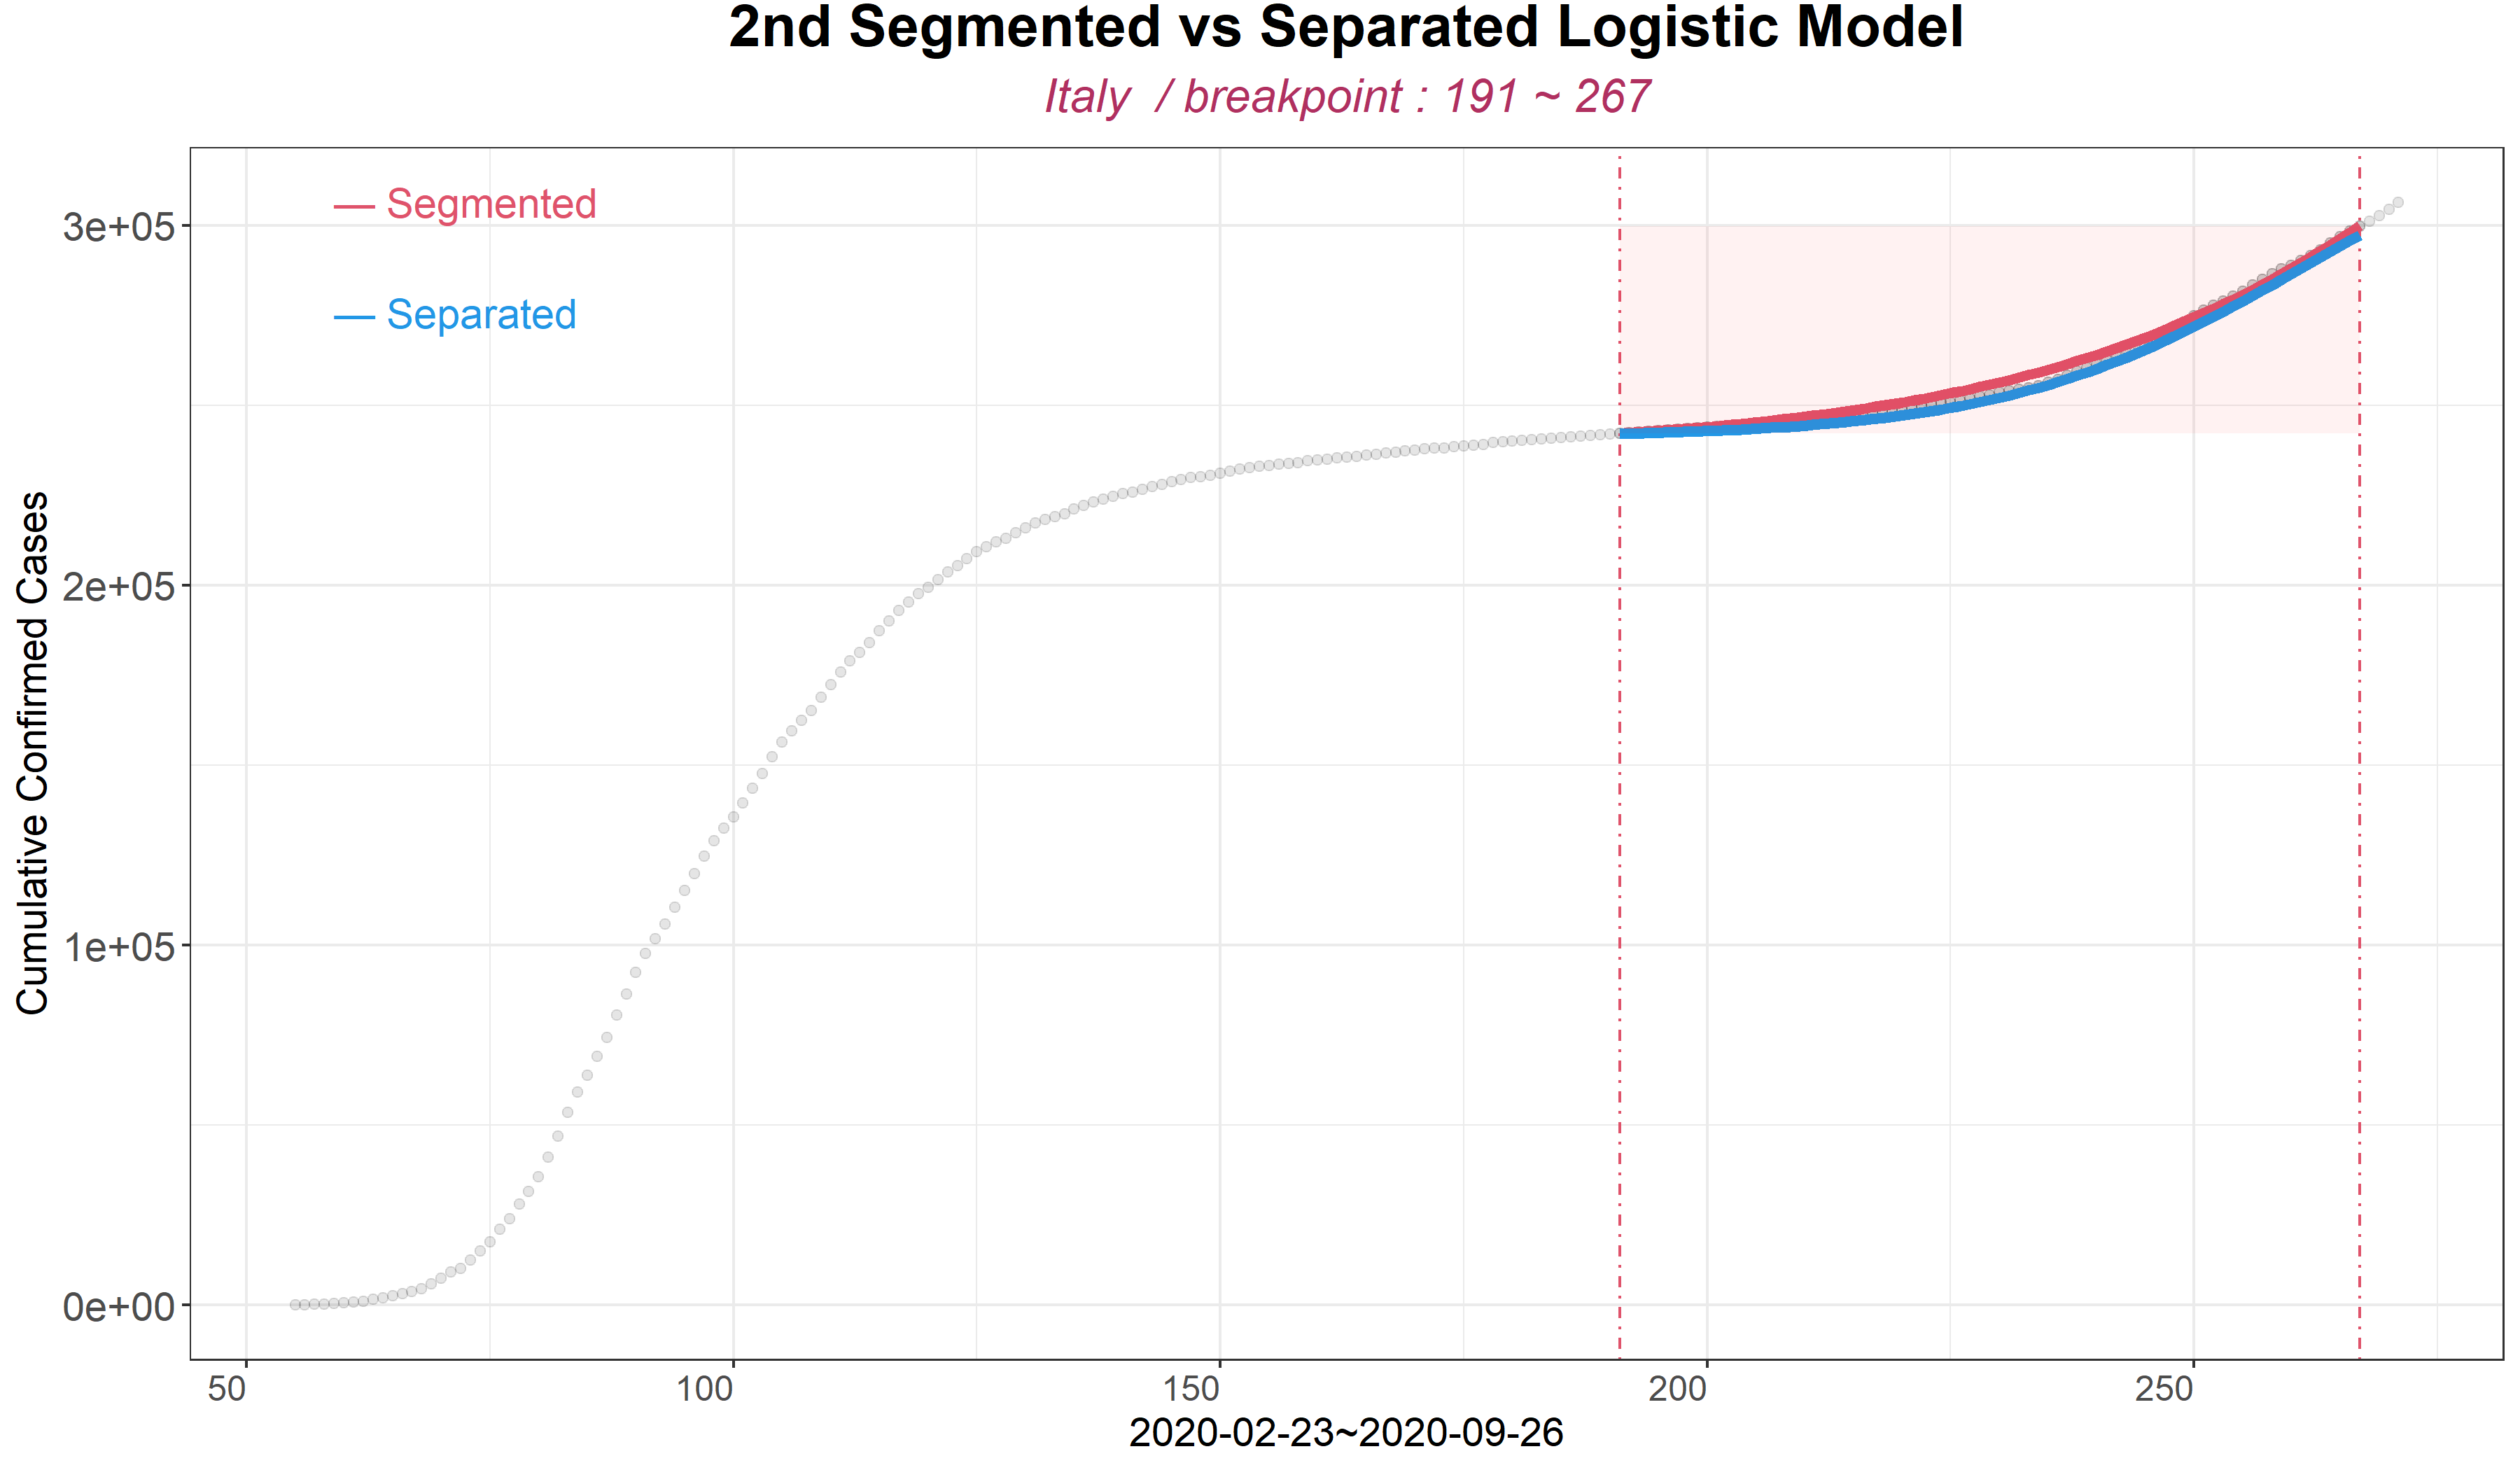 2nd Segmented vs Separated Logistic Model
Italy / breakpoint : 191 ~ 267
— Segmented
— Separated
Cumulative Confirmed Cases
3e+05
2e+05
1e+05
0e+00
50 100 150 200 250
2020-02-23~2020-09-26